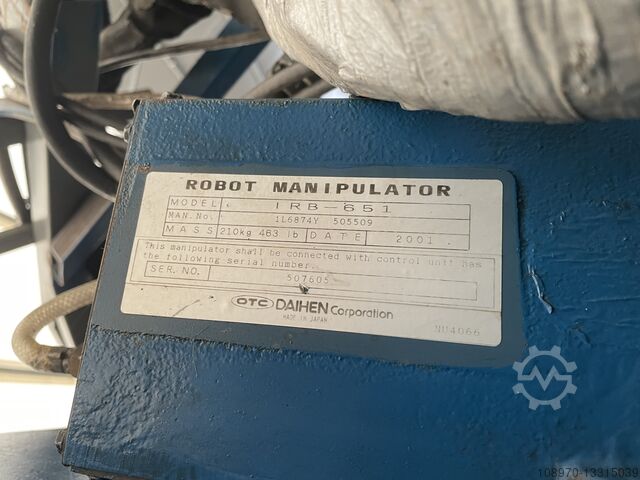 ROBOT MANIPULATOR
MODEL IRB-651
MAN.No. 1L6874Y 505509
MASS 210kg 463 lb DATE 2001.
This manipulator shall be connected with control unit has
the following serial number.
SER.NO. 507605
OTC DAIHEN Corporation
MADE IN JAPAN
NU4066
108970-13315039